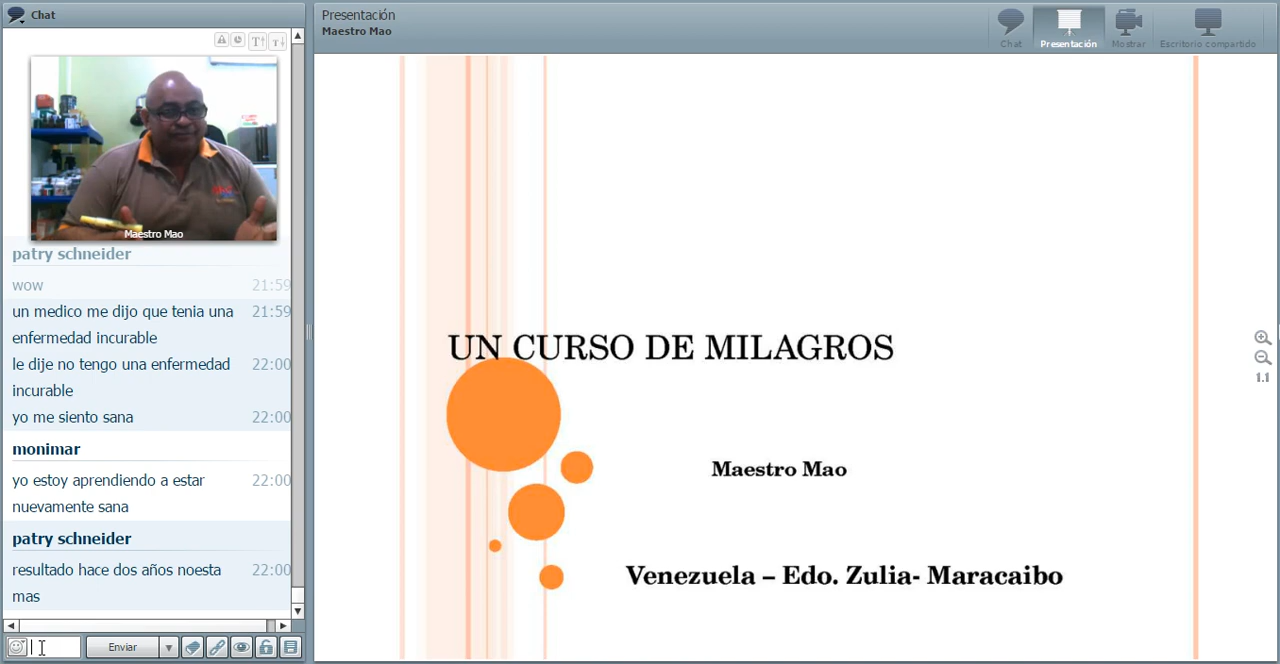 Chat
Maestro Mao
patry schneider
wow 21:59
un medico me dijo que tenia una 21:59
enfermedad incurable
le dije no tengo una enfermedad 22:00
incurable
yo me siento sana 22:00
monimar
yo estoy aprendiendo a estar 22:00
nuevamente sana
patry schneider
resultado hace dos años noesta 22:00
mas
Enviar
Presentación
Maestro Mao
Chat
Presentación
Mostrar
Escritorio compartido
UN CURSO DE MILAGROS
Maestro Mao
Venezuela – Edo. Zulia- Maracaibo
1.1